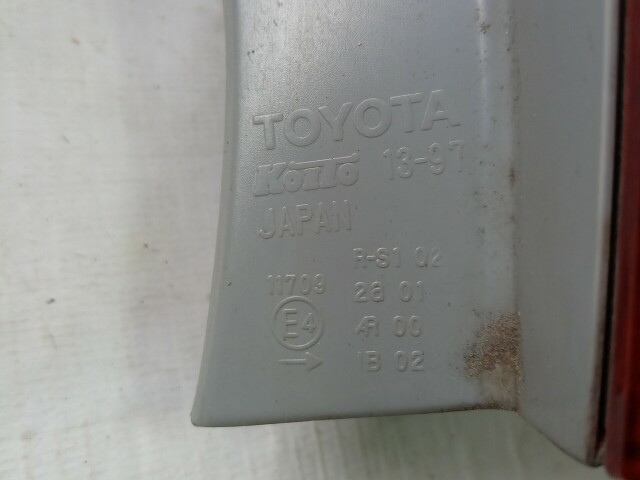 TOYOTA
KOITO 13-97
JAPAN
R-S1 02
11709 2a 01
E4 AR 00
IB 02